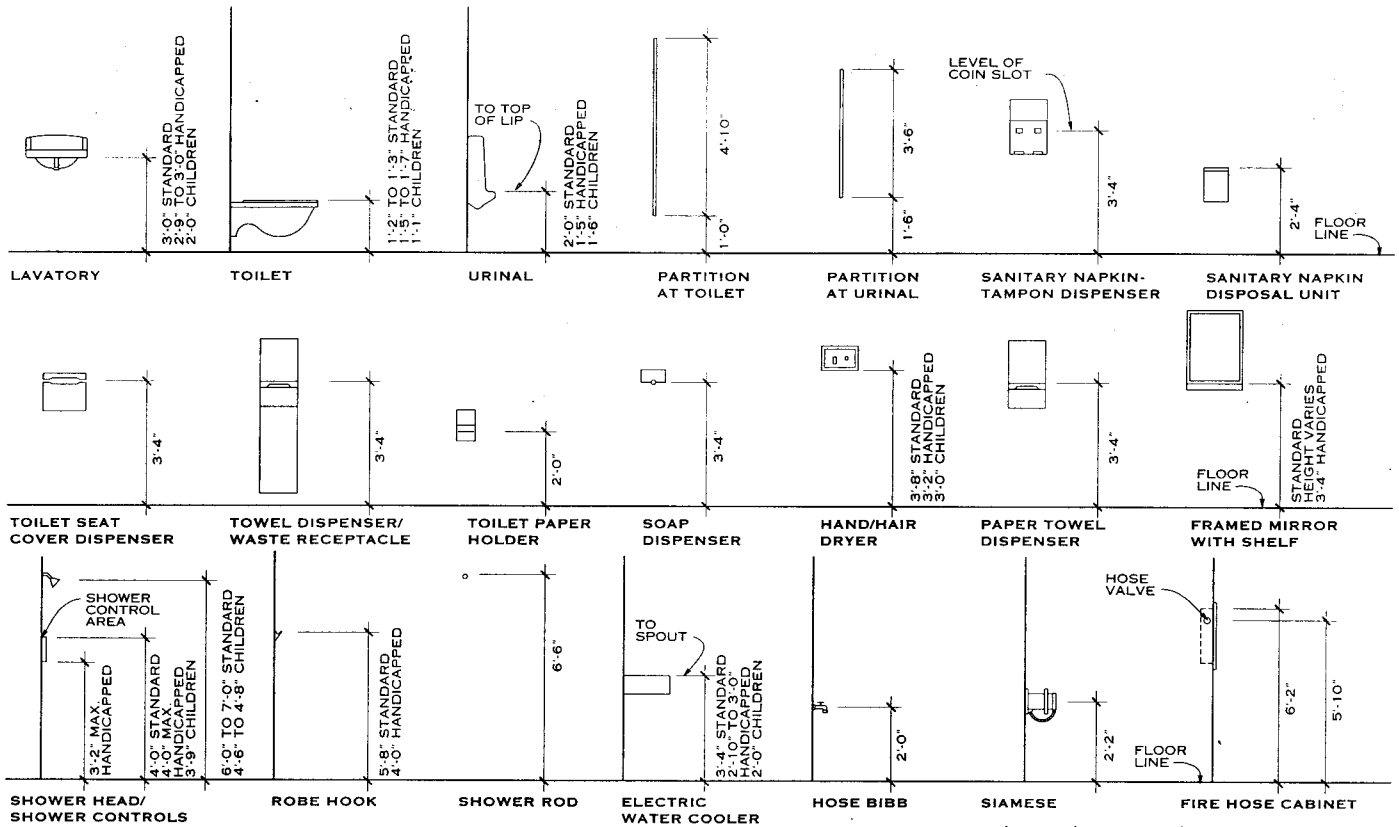 3'-0" STANDARD
2'-9" TO 3'-0" HANDICAPPED
2'-0" CHILDREN
LAVATORY
1'-2" TO 1'-3" STANDARD
1'-5" TO 1'-7" HANDICAPPED
1'-1" CHILDREN
TOILET
TO TOP
OF LIP
2'-0" STANDARD
1'-5" HANDICAPPED
1'-6" CHILDREN
URINAL
4'-10"
1'-0"
PARTITION
AT TOILET
3'-6"
1'-6"
PARTITION
AT URINAL
LEVEL OF
COIN SLOT
3'-4"
SANITARY NAPKIN-
TAMPON DISPENSER
2'-4"
FLOOR
LINE
SANITARY NAPKIN
DISPOSAL UNIT
3'-4"
TOILET SEAT
COVER DISPENSER
3'-4"
TOWEL DISPENSER/
WASTE RECEPTACLE
2'-0"
TOILET PAPER
HOLDER
3'-4"
SOAP
DISPENSER
3'-8" STANDARD
3'-2" HANDICAPPED
3'-0" CHILDREN
HAND/HAIR
DRYER
3'-4"
PAPER TOWEL
DISPENSER
FLOOR
LINE
STANDARD
HEIGHT VARIES
3'-4" HANDICAPPED
FRAMED MIRROR
WITH SHELF
SHOWER
CONTROL
AREA
3'-2" MAX.
HANDICAPPED
4'-0" STANDARD
4'-0" MAX.
HANDICAPPED
3'-9" CHILDREN
6'-0" TO 7'-0" STANDARD
4'-6" TO 4'-8" CHILDREN
SHOWER HEAD/
SHOWER CONTROLS
5'-8" STANDARD
4'-0" HANDICAPPED
ROBE HOOK
6'-6"
SHOWER ROD
TO
SPOUT
3'-4" STANDARD
2'-10" TO 3'-0"
HANDICAPPED
2'-0" CHILDREN
ELECTRIC
WATER COOLER
2'-0"
HOSE BIBB
2'-2"
SIAMESE
HOSE
VALVE
6'-2"
5'-10"
FLOOR
LINE
FIRE HOSE CABINET